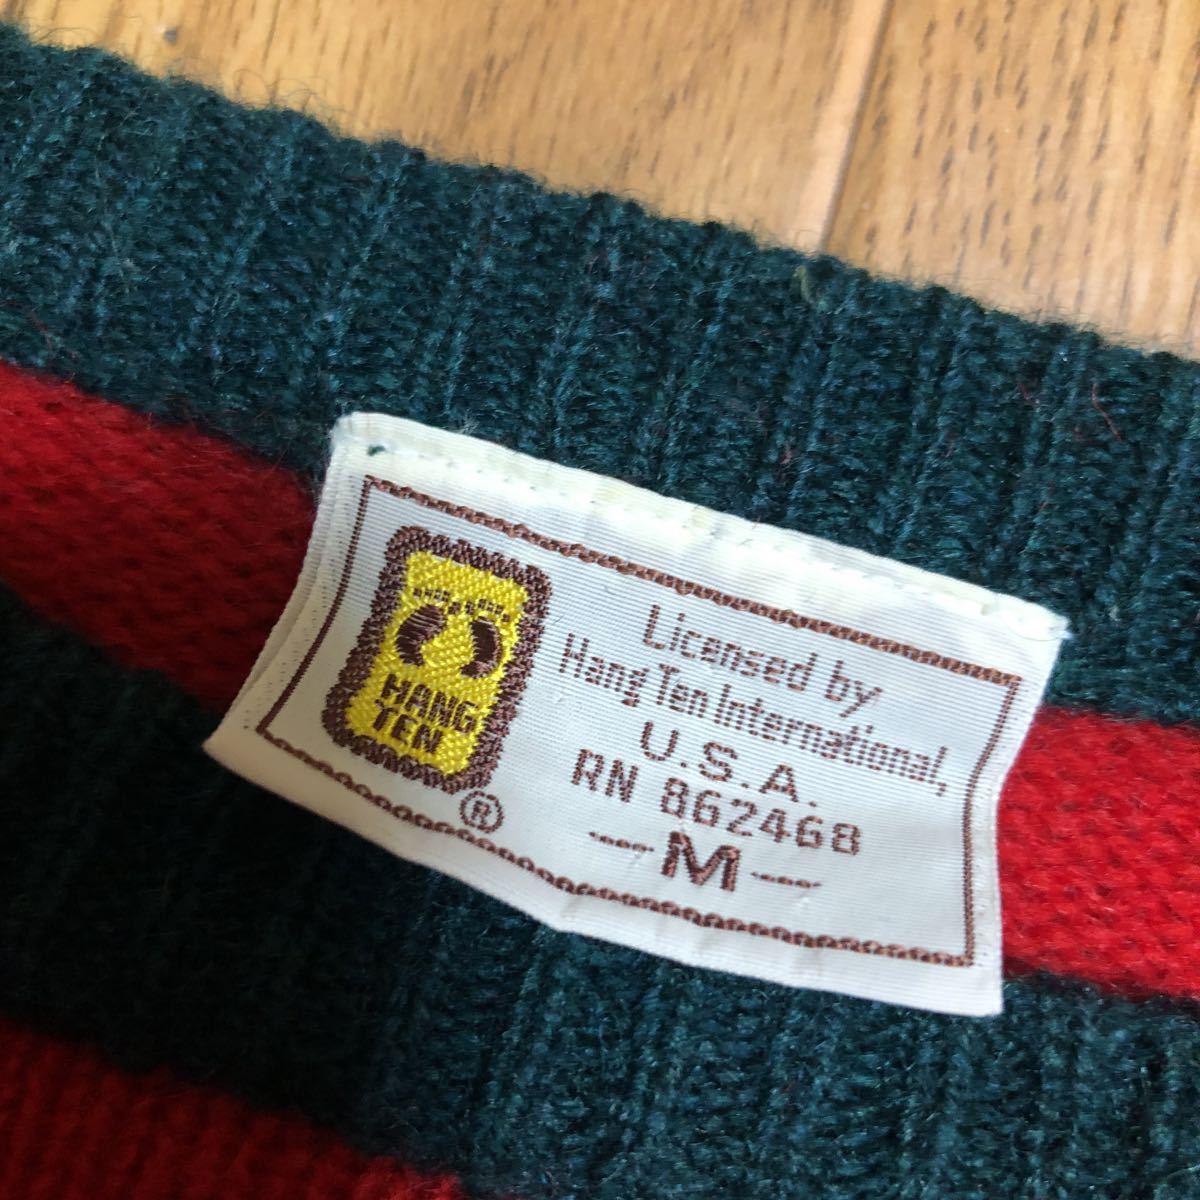 HANG
TEN
®
Licensed by
Hang Ten International,
U.S.A.
RN 862468
—M—